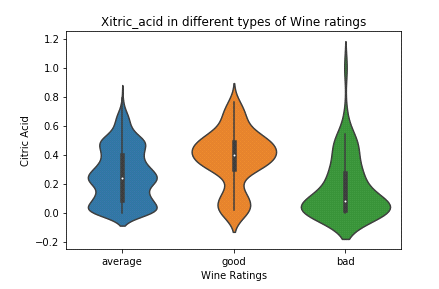 Xitric_acid in different types of Wine ratings
1.2
1.0
0.8
0.6
0.4
0.2
0.0
−0.2
Citric Acid
average good bad
Wine Ratings